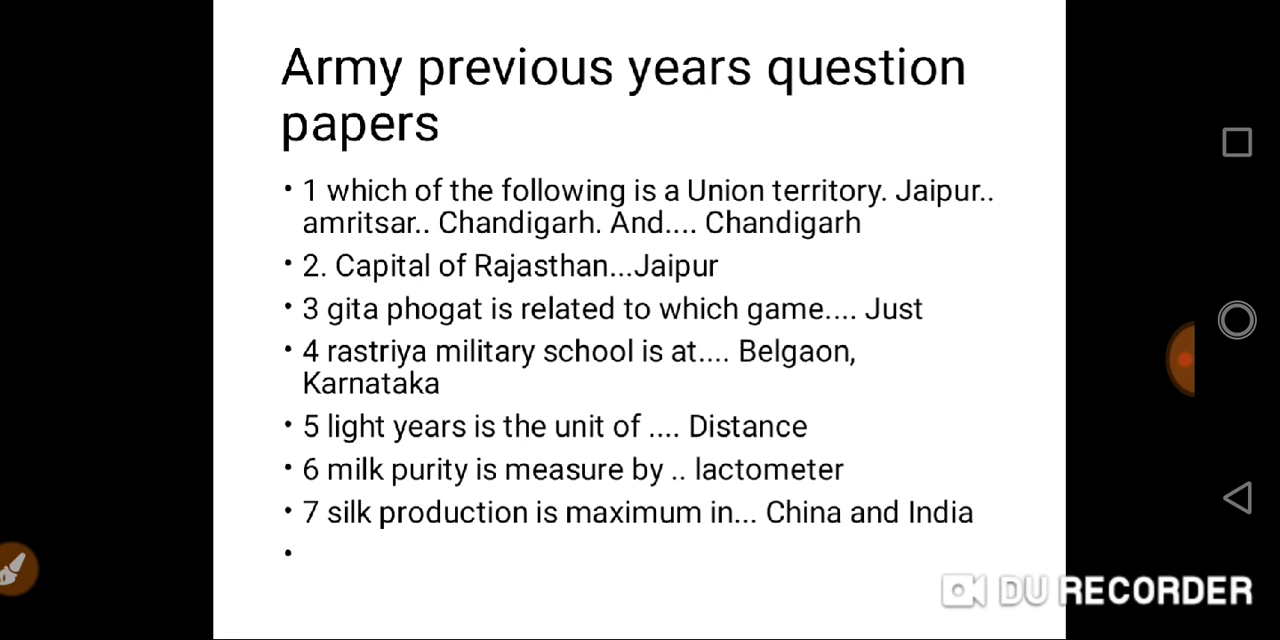 Army previous years question
papers
• 1 which of the following is a Union territory. Jaipur..
amritsar.. Chandigarh. And.... Chandigarh
• 2. Capital of Rajasthan...Jaipur
• 3 gita phogat is related to which game.... Just
• 4 rastriya military school is at.... Belgaon,
Karnataka
• 5 light years is the unit of .... Distance
• 6 milk purity is measure by .. lactometer
• 7 silk production is maximum in... China and India
•
DU RECORDER